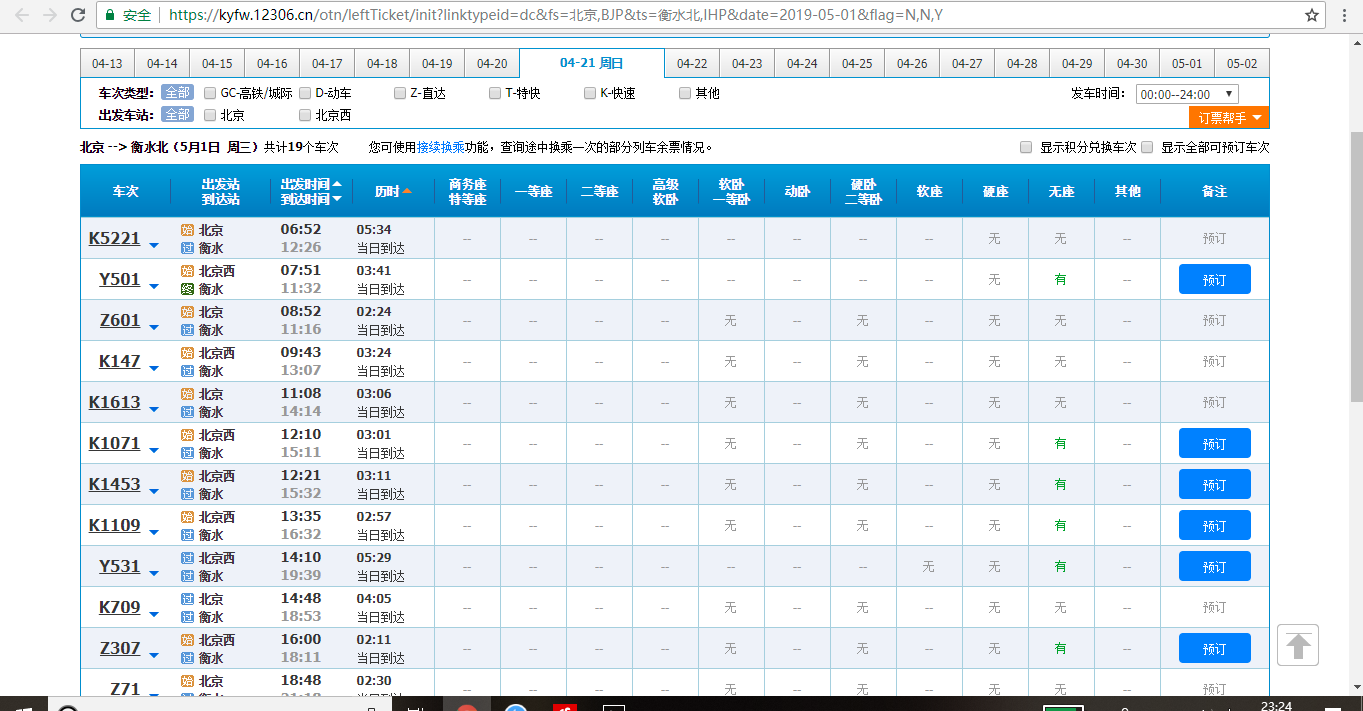 安全 https://kyfw.12306.cn/otn/leftTicket/init?linktypeid=dc&fs=北京,BJP&ts=衡水北,IHP&date=2019-05-01&flag=N,N,Y
04-13 04-14 04-15 04-16 04-17 04-18 04-19 04-20 04-21 周日 04-22 04-23 04-24 04-25 04-26 04-27 04-28 04-29 04-30 05-01 05-02
车次类型: 全部 GC-高铁/城际 D-动车 Z-直达 T-特快 K-快速 其他 发车时间: 00:00--24:00
出发车站: 全部 北京 北京西
订票帮手
北京 --> 衡水北（5月1日 周三）共计19个车次 您可使用接续换乘功能，查询途中换乘一次的部分列车余票情况。 显示积分兑换车次 显示全部可预订车次
车次 出发站 出发时间 历时 商务座 一等座 二等座 高级 软卧 动卧 硬卧 软座 硬座 无座 其他 备注
到达站 到达时间 特等座 软卧 一等卧 二等卧
K5221 始 北京 06:52 05:34 -- -- -- -- -- -- -- -- 无 无 -- 预订
过 衡水 12:26 当日到达
Y501 始 北京西 07:51 03:41 -- -- -- -- -- -- -- -- 无 有 -- 预订
终 衡水 11:32 当日到达
Z601 始 北京 08:52 02:24 -- -- -- -- 无 -- 无 -- 无 无 -- 预订
过 衡水 11:16 当日到达
K147 始 北京西 09:43 03:24 -- -- -- -- 无 -- 无 -- 无 无 -- 预订
过 衡水 13:07 当日到达
K1613 始 北京 11:08 03:06 -- -- -- -- 无 -- 无 -- 无 无 -- 预订
过 衡水 14:14 当日到达
K1071 始 北京西 12:10 03:01 -- -- -- -- 无 -- 无 -- 无 有 -- 预订
过 衡水 15:11 当日到达
K1453 始 北京西 12:21 03:11 -- -- -- -- 无 -- 无 -- 无 有 -- 预订
过 衡水 15:32 当日到达
K1109 始 北京西 13:35 02:57 -- -- -- -- 无 -- 无 -- 无 有 -- 预订
过 衡水 16:32 当日到达
Y531 过 北京西 14:10 05:29 -- -- -- -- -- -- -- 无 无 有 -- 预订
过 衡水 19:39 当日到达
K709 过 北京 14:48 04:05 -- -- -- -- 无 -- 无 -- 无 无 -- 预订
过 衡水 18:53 当日到达
Z307 始 北京西 16:00 02:11 -- -- -- -- 无 -- 无 -- 无 有 -- 预订
过 衡水 18:11 当日到达
Z71 始 北京 18:48 02:30 -- -- -- -- 无 -- 无 -- 无 无 -- 预订
23:24